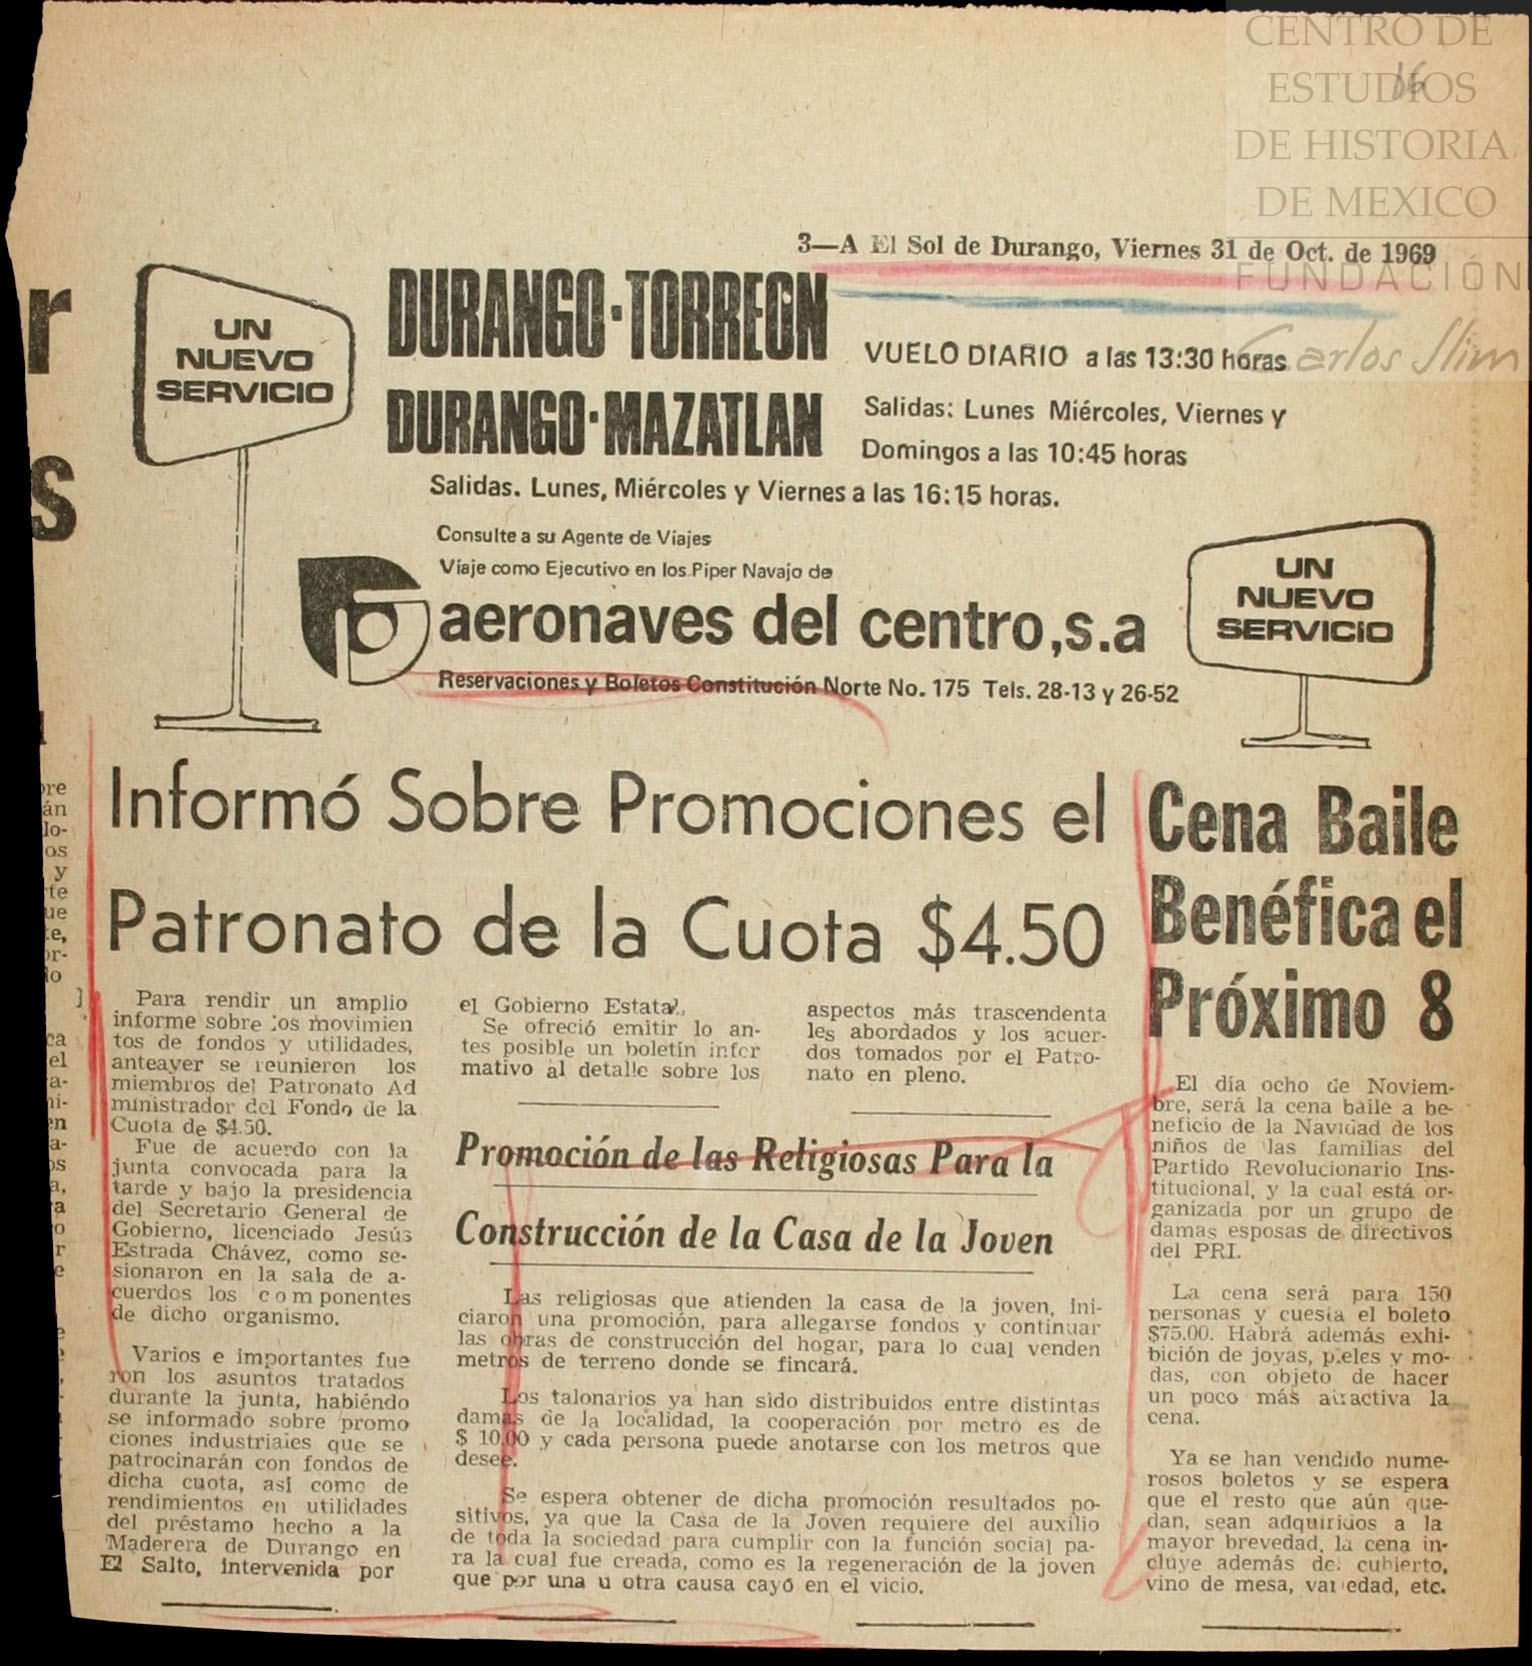 CENTRO DE
ESTUDIOS
DE HISTORIA
DE MEXICO
FUNDACIÓN
Carlos Slim
16
3—A El Sol de Durango, Viernes 31 de Oct. de 1969
UN
NUEVO
SERVICIO
DURANGO·TORREON
VUELO DIARIO a las 13:30 horas
DURANGO·MAZATLAN
Salidas: Lunes Miércoles, Viernes y
Domingos a las 10:45 horas
Salidas. Lunes, Miércoles y Viernes a las 16:15 horas.
Consulte a su Agente de Viajes
Viaje como Ejecutivo en los Piper Navajo de
aeronaves del centro,s.a
Reservaciones y Boletos Constitución Norte No. 175 Tels. 28-13 y 26-52
UN
NUEVO
SERVICIO
Informó Sobre Promociones el
Patronato de la Cuota $4.50
Para rendir un amplio
informe sobre los movimien
tos de fondos y utilidades,
anteayer se reunieron los
miembros del Patronato Ad
ministrador del Fondo de la
Cuota de $4.50.
Fue de acuerdo con la
junta convocada para la
tarde y bajo la presidencia
del Secretario General de
Gobierno, licenciado Jesús
Estrada Chávez, como se-
sionaron en la sala de a-
cuerdos los componentes
de dicho organismo.
Varios e importantes fue
ron los asuntos tratados
durante la junta, habiéndo
se informado sobre promo
ciones industriales que se
patrocinarán con fondos de
dicha cuota, así como de
rendimientos en utilidades
del préstamo hecho a la
Maderera de Durango en
El Salto, intervenida por
el Gobierno Estatal,
Se ofreció emitir lo an-
tes posible un boletín infor
mativo al detalle sobre los
aspectos más trascendenta
les abordados y los acuer-
dos tomados por el Patro-
nato en pleno.
Promoción de las Religiosas Para la
Construcción de la Casa de la Joven
Las religiosas que atienden la casa de la joven, ini-
ciaron una promoción, para allegarse fondos y continuar
las obras de construcción del hogar, para lo cual venden
metros de terreno donde se fincará.
Los talonarios ya han sido distribuidos entre distintas
damas de la localidad, la cooperación por metro es de
$ 10.00 y cada persona puede anotarse con los metros que
desee.
Se espera obtener de dicha promoción resultados po-
sitivos, ya que la Casa de la Joven requiere del auxilio
de toda la sociedad para cumplir con la función social pa-
ra la cual fue creada, como es la regeneración de la joven
que por una u otra causa cayó en el vicio.
Cena Baile
Benéfica el
Próximo 8
El día ocho de Noviem-
bre, será la cena baile a be-
neficio de la Navidad de los
niños de las familias del
Partido Revolucionario Ins-
titucional, y la cual está or-
ganizada por un grupo de
damas esposas de directivos
del PRI.
La cena será para 150
personas y cuesta el boleto
$75.00. Habrá además exhi-
bición de joyas, pieles y mo-
das, con objeto de hacer
un poco más atractiva la
cena.
Ya se han vendido nume-
rosos boletos y se espera
que el resto que aún que-
dan, sean adquiridos a la
mayor brevedad, la cena in-
cluye además de: cubierto,
vino de mesa, variedad, etc.